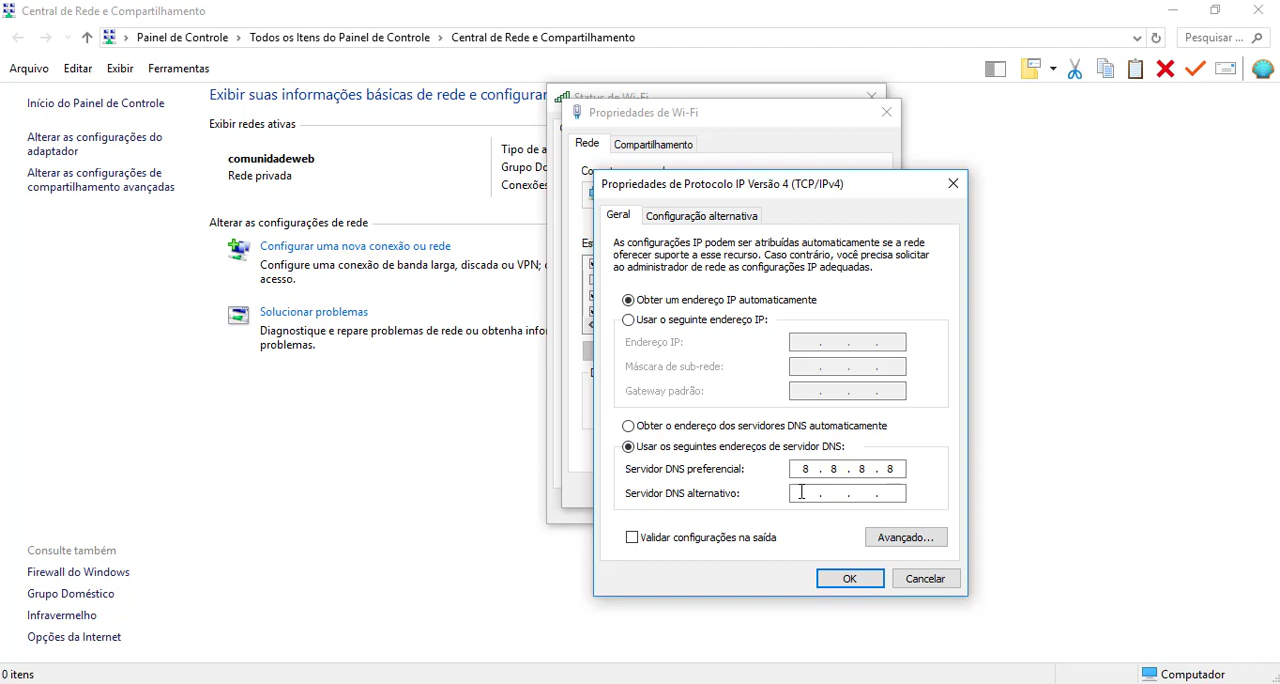 Central de Rede e Compartilhamento
Painel de Controle › Todos os Itens do Painel de Controle › Central de Rede e Compartilhamento
Pesquisar ...
Arquivo Editar Exibir Ferramentas
Início do Painel de Controle
Alterar as configurações do
adaptador
Alterar as configurações de
compartilhamento avançadas
Exibir suas informações básicas de rede e configurar
Exibir redes ativas
comunidadeweb
Rede privada
Tipo de a
Grupo Do
Conexões
Alterar as configurações de rede
Configurar uma nova conexão ou rede
Configure uma conexão de banda larga, discada ou VPN;
acesso.
Solucionar problemas
Diagnostique e repare problemas de rede ou obtenha info
problemas.
Consulte também
Firewall do Windows
Grupo Doméstico
Infravermelho
Opções da Internet
Status de Wi-Fi
Propriedades de Wi-Fi
Rede Compartilhamento
Propriedades de Protocolo IP Versão 4 (TCP/IPv4)
Geral Configuração alternativa
As configurações IP podem ser atribuídas automaticamente se a rede
oferecer suporte a esse recurso. Caso contrário, você precisa solicitar
ao administrador de rede as configurações IP adequadas.
Obter um endereço IP automaticamente
Usar o seguinte endereço IP:
Endereço IP: . . .
Máscara de sub-rede: . . .
Gateway padrão: . . .
Obter o endereço dos servidores DNS automaticamente
Usar os seguintes endereços de servidor DNS:
Servidor DNS preferencial: 8 . 8 . 8 . 8
Servidor DNS alternativo: . . .
Validar configurações na saída
Avançado...
OK Cancelar
0 itens
Computador